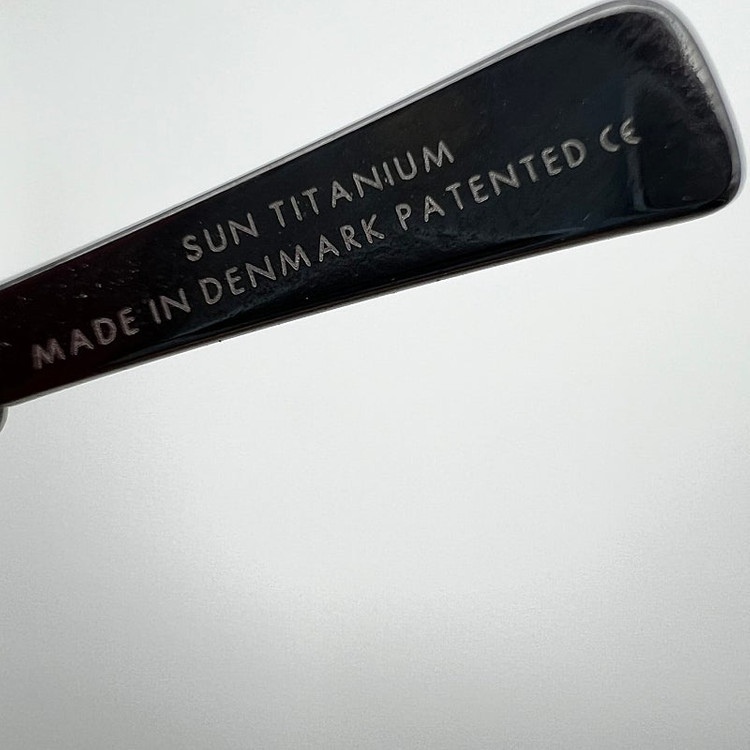 SUN TITANIUM
MADE IN DENMARK PATENTED CE